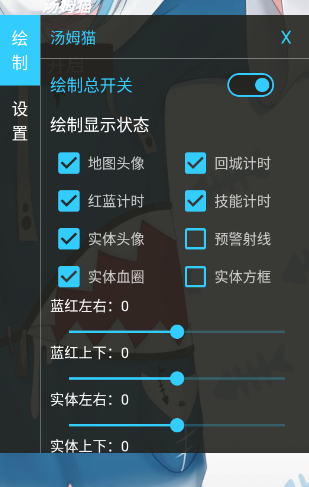 汤姆猫
绘制
设置
汤姆猫 X
开启
绘制总开关
绘制显示状态
地图头像 回城计时
红蓝计时 技能计时
实体头像 预警射线
实体血圈 实体方框
蓝红左右：0
蓝红上下：0
实体左右：0
实体上下：0